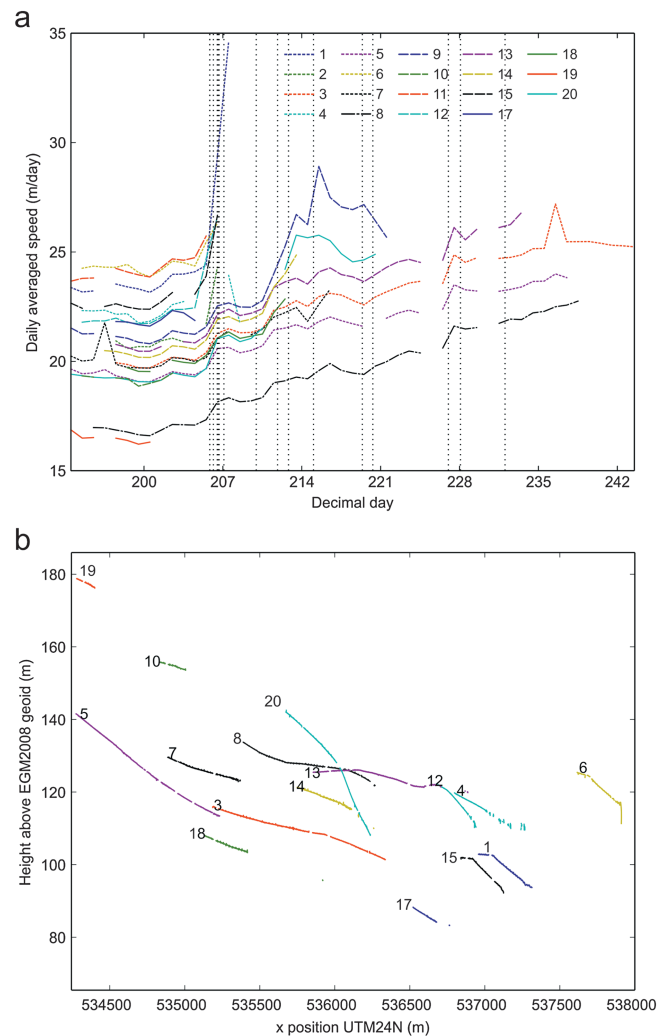 a
35
30
25
20
15
Daily averaged speed (m/day)
1 5 9 13 18
2 6 10 14 19
3 7 11 15 20
4 8 12 17
200 207 214 221 228 235 242
Decimal day
b
180
160
140
120
100
80
Height above EGM2008 geoid (m)
19
10
5
20
8
7
13
12
4
6
14
3
18
15
1
17
534500 535000 535500 536000 536500 537000 537500 538000
x position UTM24N (m)